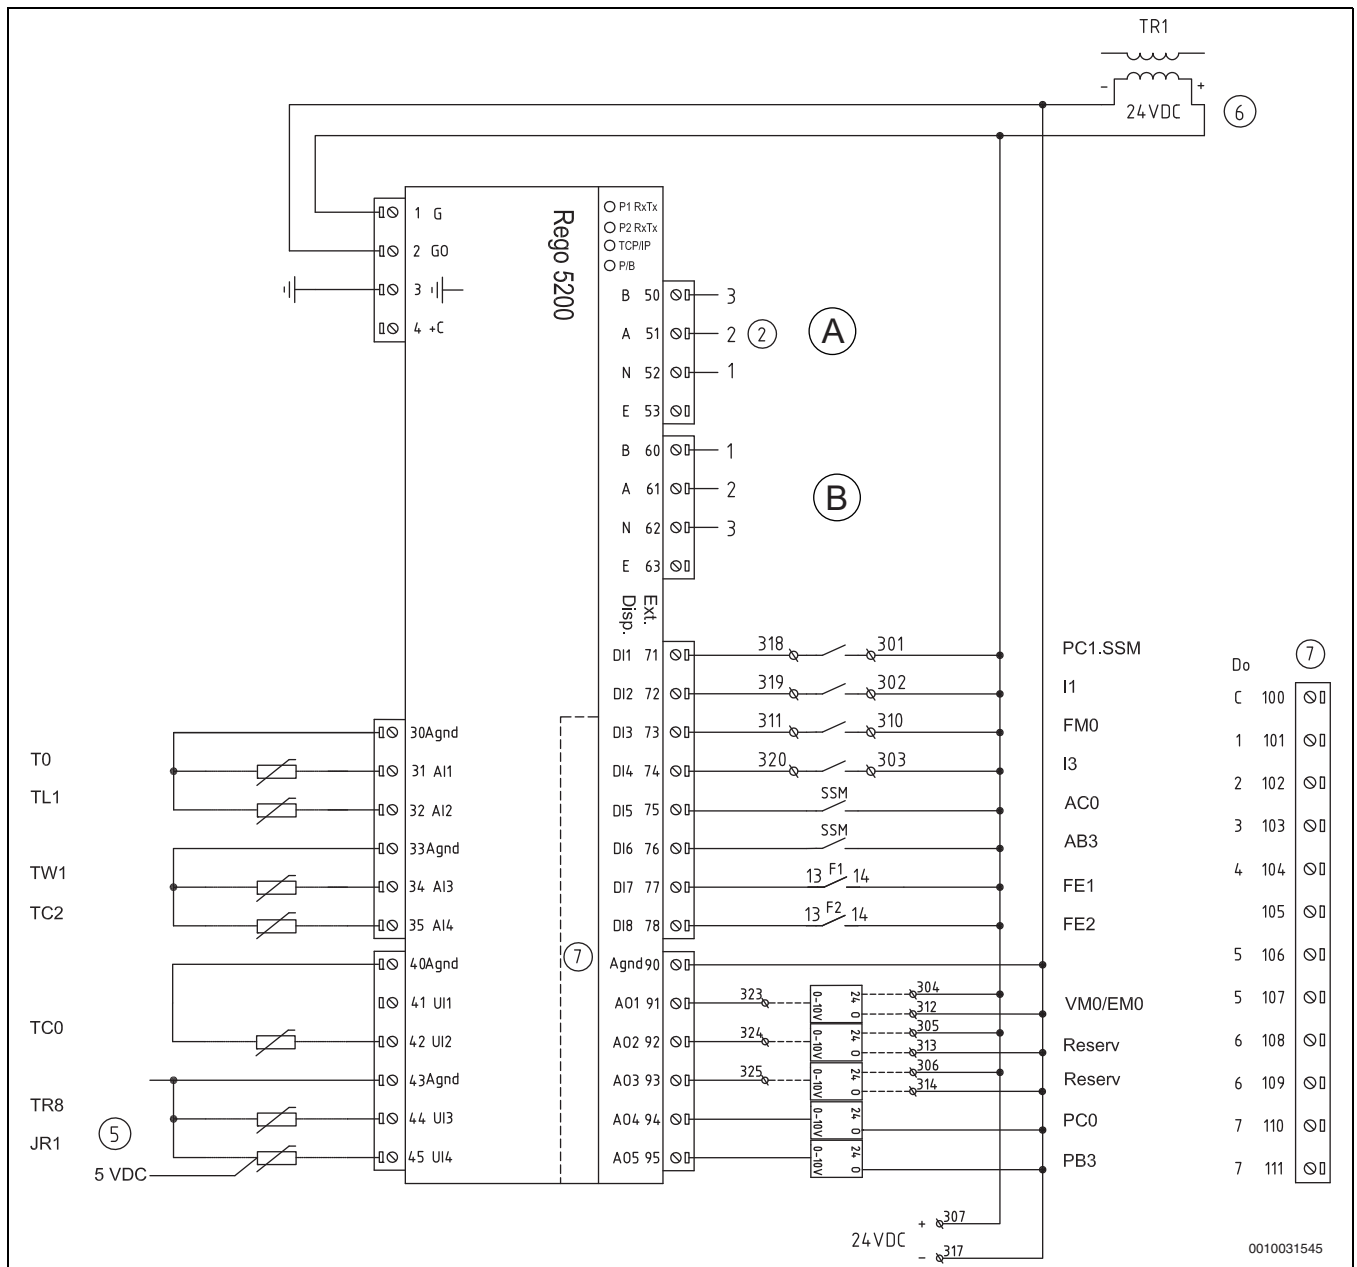 TR1
- +
24VDC 6
1 G
2 G0
3
4 +C
Rego 5200
P1 RxTx
P2 RxTx
TCP/IP
P/B
B 50 3
A 51 2 2 A
N 52 1
E 53
B 60 1
A 61 2 B
N 62 3
E 63
Disp. Ext.
DI1 71 318 301 PC1.SSM
DI2 72 319 302 I1
DI3 73 311 310 FM0
DI4 74 320 303 I3
DI5 75 SSM AC0
DI6 76 SSM AB3
DI7 77 13 F1 14 FE1
DI8 78 13 F2 14 FE2
Agnd 90
A01 91 323 0-10V 24 0 304 312 VM0/EM0
A02 92 324 0-10V 24 0 305 313 Reserv
A03 93 325 0-10V 24 0 306 314 Reserv
A04 94 0-10V 24 0 PC0
A05 95 0-10V 24 0 PB3
7
30 Agnd
T0 31 AI1
TL1 32 AI2
33 Agnd
TW1 34 AI3
TC2 35 AI4
40 Agnd
41 UI1
TC0 42 UI2
43 Agnd
TR8 44 UI3
JR1 5 45 UI4
5 VDC
Do 7
C 100
1 101
2 102
3 103
4 104
105
5 106
5 107
6 108
6 109
7 110
7 111
24VDC
+ 307
- 317
0010031545